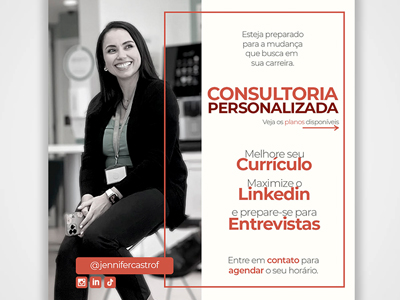 Esteja preparado
para a mudança
que busca em
sua carreira.
CONSULTORIA
PERSONALIZADA
Veja os planos disponíveis
Melhore seu
Currículo
Maximize o
Linkedin
e prepare-se para
Entrevistas
Entre em contato para
agendar o seu horário.
@jennifercastrof
in